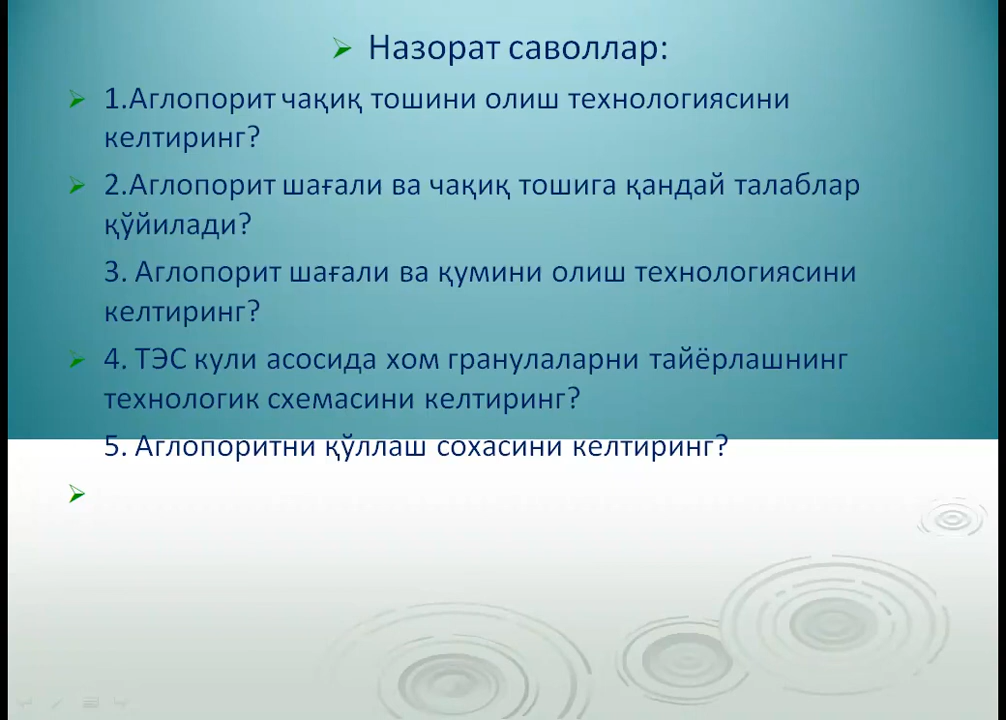 Назорат саволлар:
1.Аглопорит чақиқ тошини олиш технологиясини
келтиринг?
2.Аглопорит шағали ва чақиқ тошига қандай талаблар
қўйилади?
3. Аглопорит шағали ва қумини олиш технологиясини
келтиринг?
4. ТЭС кули асосида хом гранулаларни тайёрлашнинг
технологик схемасини келтиринг?
5. Аглопоритни қўллаш сохасини келтиринг?